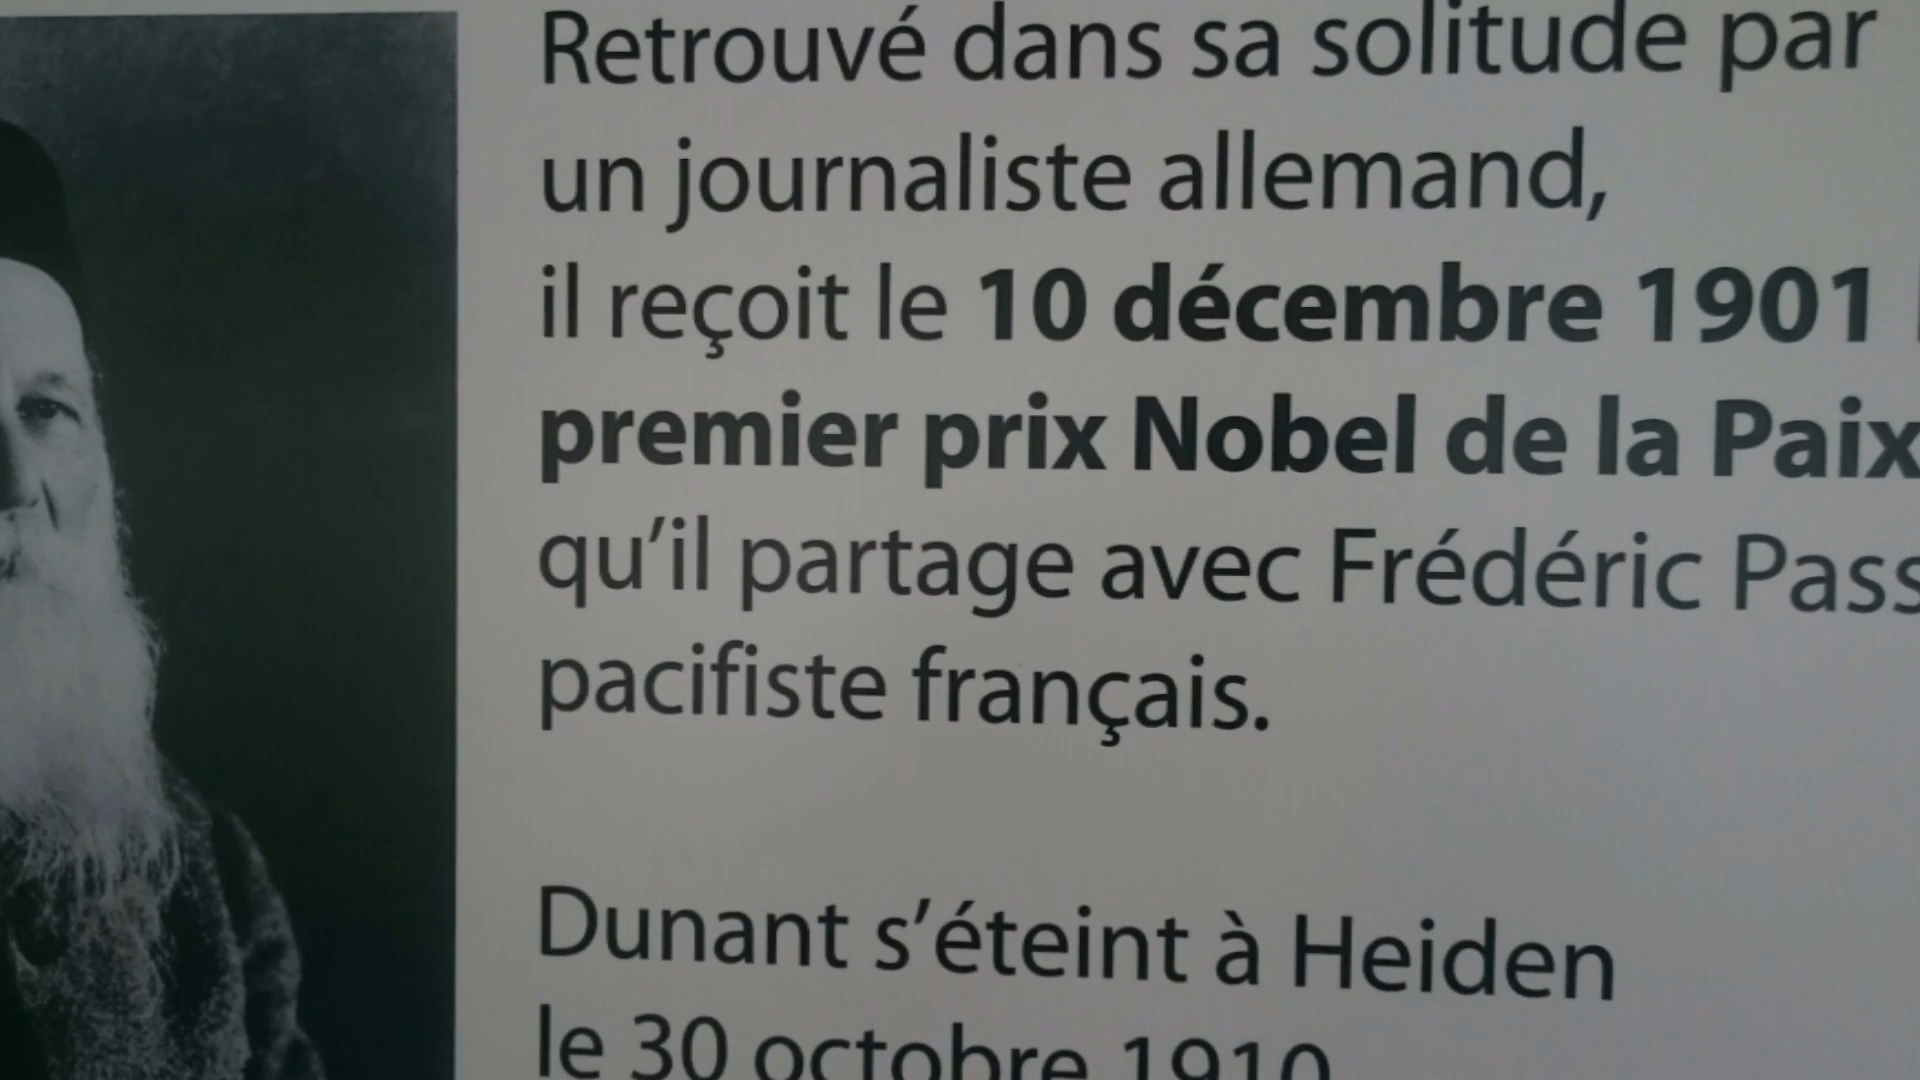 Retrouvé dans sa solitude par
un journaliste allemand,
il reçoit le 10 décembre 1901
premier prix Nobel de la Paix
qu’il partage avec Frédéric Pass
pacifiste français.
Dunant s’éteint à Heiden
le 30 octobre 1910